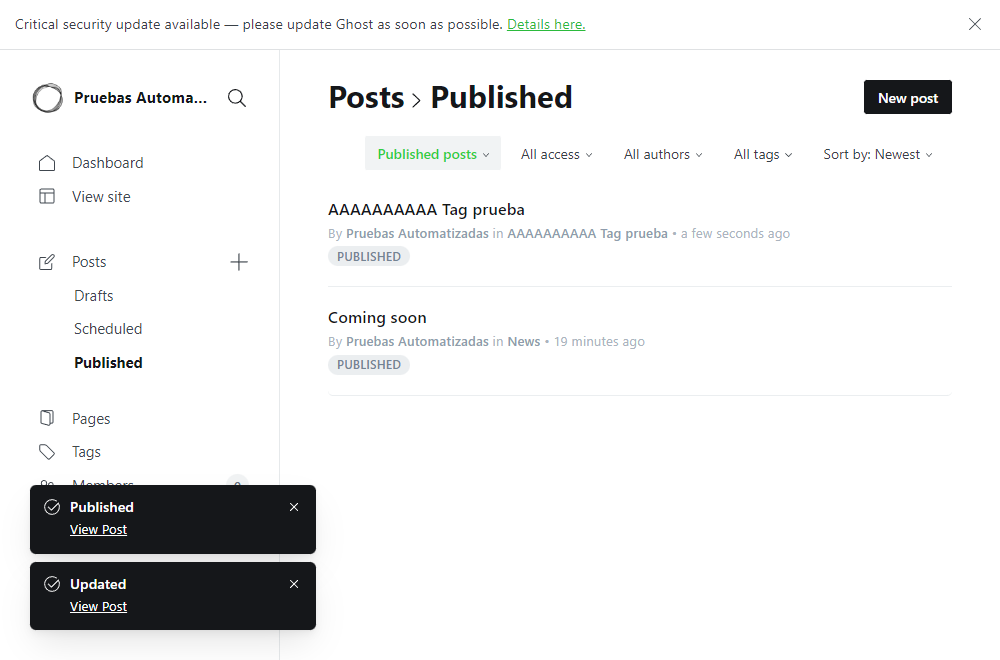 Critical security update available — please update Ghost as soon as possible. Details here.
Pruebas Automa...
Dashboard
View site
Posts
Drafts
Scheduled
Published
Pages
Tags
Members
Published
View Post
Updated
View Post
Posts > Published
New post
Published posts
All access
All authors
All tags
Sort by: Newest
AAAAAAAAAA Tag prueba
By Pruebas Automatizadas in AAAAAAAAAA Tag prueba • a few seconds ago
PUBLISHED
Coming soon
By Pruebas Automatizadas in News • 19 minutes ago
PUBLISHED